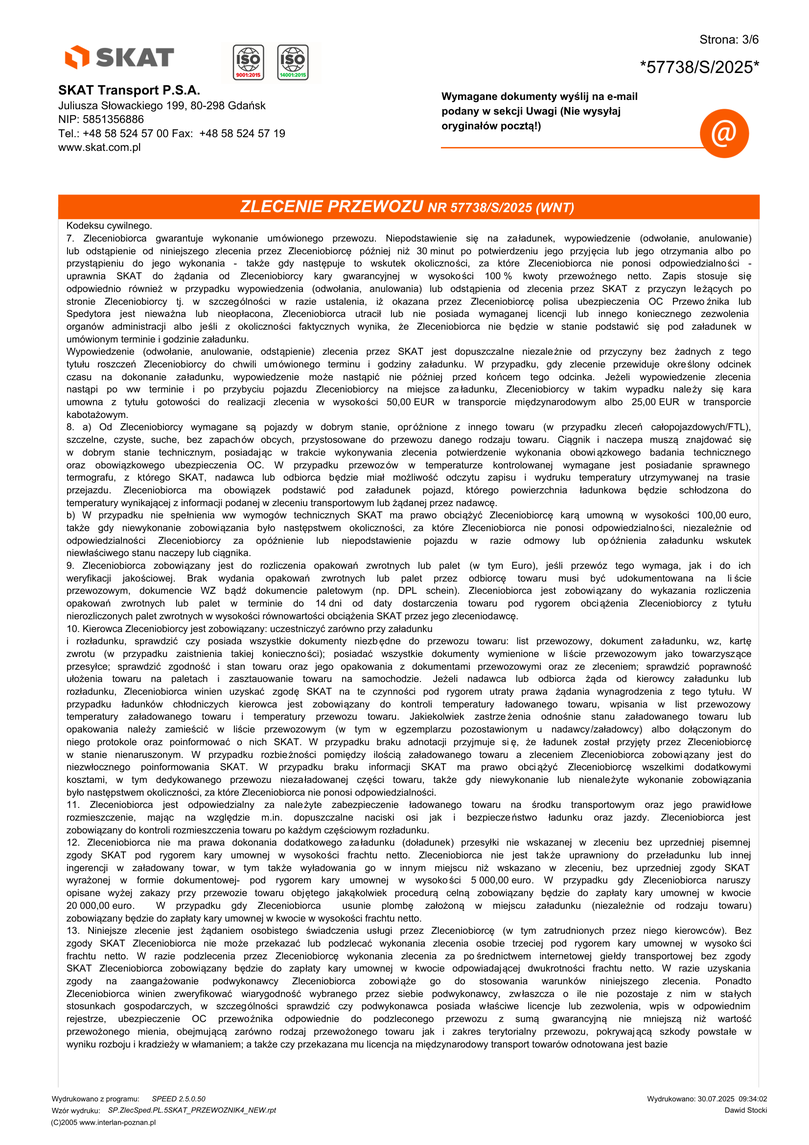 Strona: 3/6
SKAT
ISO
9001:2015
ISO
14001:2015
*57738/S/2025*
SKAT Transport P.S.A.
Juliusza Słowackiego 199, 80-298 Gdańsk
NIP: 5851356886
Tel.: +48 58 524 57 00 Fax: +48 58 524 57 19
www.skat.com.pl
Wymagane dokumenty wyślij na e-mail
podany w sekcji Uwagi (Nie wysyłaj
oryginałów pocztą!)
@
ZLECENIE PRZEWOZU NR 57738/S/2025 (WNT)
Kodeksu cywilnego.
7. Zleceniobiorca gwarantuje wykonanie umówionego przewozu. Niepodstawienie się na załadunek, wypowiedzenie (odwołanie, anulowanie)
lub odstąpienie od niniejszego zlecenia przez Zleceniobiorcę później niż 30 minut po potwierdzeniu jego przyjęcia lub jego otrzymania albo po
przystąpieniu do jego wykonania - także gdy następuje to wskutek okoliczności, za które Zleceniobiorca nie ponosi odpowiedzialności -
uprawnia SKAT do żądania od Zleceniobiorcy kary gwarancyjnej w wysokości 100 % kwoty przewoźnego netto. Zapis stosuje się
odpowiednio również w przypadku wypowiedzenia (odwołania, anulowania) lub odstąpienia od zlecenia przez SKAT z przyczyn leżących po
stronie Zleceniobiorcy tj. w szczególności w razie ustalenia, iż okazana przez Zleceniobiorcę polisa ubezpieczenia OC Przewoźnika lub
Spedytora jest nieważna lub nieopłacona, Zleceniobiorca utracił lub nie posiada wymaganej licencji lub innego koniecznego zezwolenia
organów administracji albo jeśli z okoliczności faktycznych wynika, że Zleceniobiorca nie będzie w stanie podstawić się pod załadunek w
umówionym terminie i godzinie załadunku.
Wypowiedzenie (odwołanie, anulowanie, odstąpienie) zlecenia przez SKAT jest dopuszczalne niezależnie od przyczyny bez żadnych z tego
tytułu roszczeń Zleceniobiorcy do chwili umówionego terminu i godziny załadunku. W przypadku, gdy zlecenie przewiduje określony odcinek
czasu na dokonanie załadunku, wypowiedzenie może nastąpić nie później przed końcem tego odcinka. Jeżeli wypowiedzenie zlecenia
nastąpi po ww terminie i po przybyciu pojazdu Zleceniobiorcy na miejsce załadunku, Zleceniobiorcy w takim wypadku należy się kara
umowna z tytułu gotowości do realizacji zlecenia w wysokości 50,00 EUR w transporcie międzynarodowym albo 25,00 EUR w transporcie
kabotażowym.
8. a) Od Zleceniobiorcy wymagane są pojazdy w dobrym stanie, opróżnione z innego towaru (w przypadku zleceń całopojazdowych/FTL),
szczelne, czyste, suche, bez zapachów obcych, przystosowane do przewozu danego rodzaju towaru. Ciągnik i naczepa muszą znajdować się
w dobrym stanie technicznym, posiadając w trakcie wykonywania zlecenia potwierdzenie wykonania obowiązkowego badania technicznego
oraz obowiązkowego ubezpieczenia OC. W przypadku przewozów w temperaturze kontrolowanej wymagane jest posiadanie sprawnego
termografu, z którego SKAT, nadawca lub odbiorca będzie miał możliwość odczytu zapisu i wydruku temperatury utrzymywanej na trasie
przejazdu. Zleceniobiorca ma obowiązek podstawić pod załadunek pojazd, którego powierzchnia ładunkowa będzie schłodzona do
temperatury wynikającej z informacji podanej w zleceniu transportowym lub żądanej przez nadawcę.
b) W przypadku nie spełnienia ww wymogów technicznych SKAT ma prawo obciążyć Zleceniobiorcę karą umowną w wysokości 100,00 euro,
także gdy niewykonanie zobowiązania było następstwem okoliczności, za które Zleceniobiorca nie ponosi odpowiedzialności, niezależnie od
odpowiedzialności Zleceniobiorcy za opóźnienie lub niepodstawienie pojazdu w razie odmowy lub opóźnienia załadunku wskutek
niewłaściwego stanu naczepy lub ciągnika.
9. Zleceniobiorca zobowiązany jest do rozliczenia opakowań zwrotnych lub palet (w tym Euro), jeśli przewóz tego wymaga, jak i do ich
weryfikacji jakościowej. Brak wydania opakowań zwrotnych lub palet przez odbiorcę towaru musi być udokumentowana na liście
przewozowym, dokumencie WZ bądź dokumencie paletowym (np. DPL schein). Zleceniobiorca jest zobowiązany do wykazania rozliczenia
opakowań zwrotnych lub palet w terminie do 14 dni od daty dostarczenia towaru pod rygorem obciążenia Zleceniobiorcy z tytułu
nierozliczonych palet zwrotnych w wysokości równowartości obciążenia SKAT przez jego zleceniodawcę.
10. Kierowca Zleceniobiorcy jest zobowiązany: uczestniczyć zarówno przy załadunku
i rozładunku, sprawdzić czy posiada wszystkie dokumenty niezbędne do przewozu towaru: list przewozowy, dokument załadunku, wz, kartę
zwrotu (w przypadku zaistnienia takiej konieczności); posiadać wszystkie dokumenty wymienione w liście przewozowym jako towarzyszące
przesyłce; sprawdzić zgodność i stan towaru oraz jego opakowania z dokumentami przewozowymi oraz ze zleceniem; sprawdzić poprawność
ułożenia towaru na paletach i zasztauowanie towaru na samochodzie. Jeżeli nadawca lub odbiorca żąda od kierowcy załadunku lub
rozładunku, Zleceniobiorca winien uzyskać zgodę SKAT na te czynności pod rygorem utraty prawa żądania wynagrodzenia z tego tytułu. W
przypadku ładunków chłodniczych kierowca jest zobowiązany do kontroli temperatury ładowanego towaru, wpisania w list przewozowy
temperatury załadowanego towaru i temperatury przewozu towaru. Jakiekolwiek zastrzeżenia odnośnie stanu załadowanego towaru lub
opakowania należy zamieścić w liście przewozowym (w tym w egzemplarzu pozostawionym u nadawcy/załadowcy) albo dołączonym do
niego protokole oraz poinformować o nich SKAT. W przypadku braku adnotacji przyjmuje się, że ładunek został przyjęty przez Zleceniobiorcę
w stanie nienaruszonym. W przypadku rozbieżności pomiędzy ilością załadowanego towaru a zleceniem Zleceniobiorca zobowiązany jest do
niezwłocznego poinformowania SKAT. W przypadku braku informacji SKAT ma prawo obciążyć Zleceniobiorcę wszelkimi dodatkowymi
kosztami, w tym dedykowanego przewozu niezaładowanej części towaru, także gdy niewykonanie lub nienależyte wykonanie zobowiązania
było następstwem okoliczności, za które Zleceniobiorca nie ponosi odpowiedzialności.
11. Zleceniobiorca jest odpowiedzialny za należyte zabezpieczenie ładowanego towaru na środku transportowym oraz jego prawidłowe
rozmieszczenie, mając na względzie m.in. dopuszczalne naciski osi jak i bezpieczeństwo ładunku oraz jazdy. Zleceniobiorca jest
zobowiązany do kontroli rozmieszczenia towaru po każdym częściowym rozładunku.
12. Zleceniobiorca nie ma prawa dokonania dodatkowego załadunku (doładunek) przesyłki nie wskazanej w zleceniu bez uprzedniej pisemnej
zgody SKAT pod rygorem kary umownej w wysokości frachtu netto. Zleceniobiorca nie jest także uprawniony do przeładunku lub innej
ingerencji w załadowany towar, w tym także wyładowania go w innym miejscu niż wskazano w zleceniu, bez uprzedniej zgody SKAT
wyrażonej w formie dokumentowej- pod rygorem kary umownej w wysokości 5 000,00 euro. W przypadku gdy Zleceniobiorca naruszy
opisane wyżej zakazy przy przewozie towaru objętego jakąkolwiek procedurą celną zobowiązany będzie do zapłaty kary umownej w kwocie
20 000,00 euro. W przypadku gdy Zleceniobiorca usunie plombę założoną w miejscu załadunku (niezależnie od rodzaju towaru)
zobowiązany będzie do zapłaty kary umownej w kwocie w wysokości frachtu netto.
13. Niniejsze zlecenie jest żądaniem osobistego świadczenia usługi przez Zleceniobiorcę (w tym zatrudnionych przez niego kierowców). Bez
zgody SKAT Zleceniobiorca nie może przekazać lub podzlecać wykonania zlecenia osobie trzeciej pod rygorem kary umownej w wysokości
frachtu netto. W razie podzlecenia przez Zleceniobiorcę wykonania zlecenia za pośrednictwem internetowej giełdy transportowej bez zgody
SKAT Zleceniobiorca zobowiązany będzie do zapłaty kary umownej w kwocie odpowiadającej dwukrotności frachtu netto. W razie uzyskania
zgody na zaangażowanie podwykonawcy Zleceniobiorca zobowiąże go do stosowania warunków niniejszego zlecenia. Ponadto
Zleceniobiorca winien zweryfikować wiarygodność wybranego przez siebie podwykonawcy, zwłaszcza o ile nie pozostaje z nim w stałych
stosunkach gospodarczych, w szczególności sprawdzić czy podwykonawca posiada właściwe licencje lub zezwolenia, wpis w odpowiednim
rejestrze, ubezpieczenie OC przewoźnika odpowiednie do podzleconego przewozu z sumą gwarancyjną nie mniejszą niż wartość
przewożonego mienia, obejmującą zarówno rodzaj przewożonego towaru jak i zakres terytorialny przewozu, pokrywającą szkody powstałe w
wyniku rozboju i kradzieży w włamaniem; a także czy przekazana mu licencja na międzynarodowy transport towarów odnotowana jest bazie
Wydrukowano z programu: SPEED 2.5.0.50
Wydrukowano: 30.07.2025 09:34:02
Wzór wydruku: SP.ZlecSped.PL.5SKAT_PRZEWOZNIK4_NEW.rpt
Dawid Stocki
(C)2005 www.interlan-poznan.pl